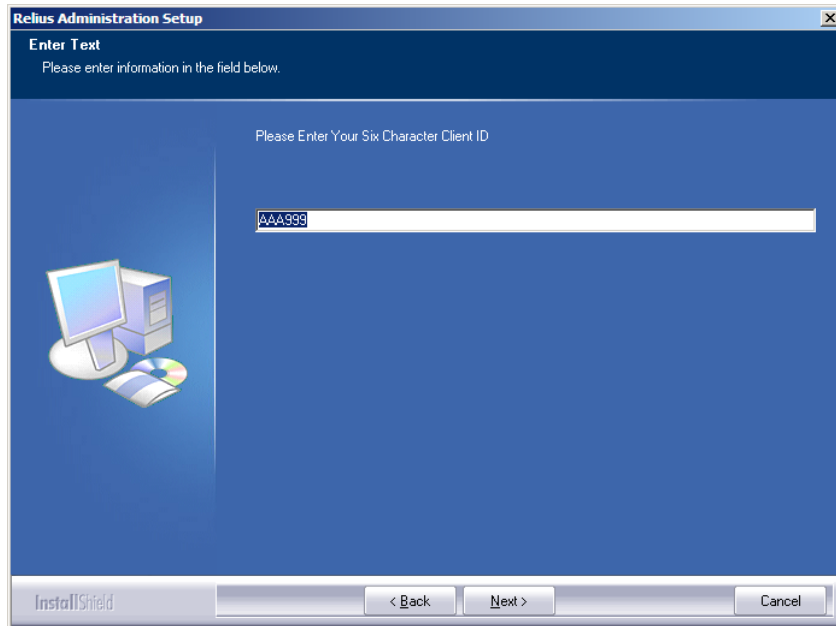 Relius Administration Setup
Enter Text
Please enter information in the field below.
Please Enter Your Six Character Client ID
AAA999
InstallShield
< Back Next > Cancel